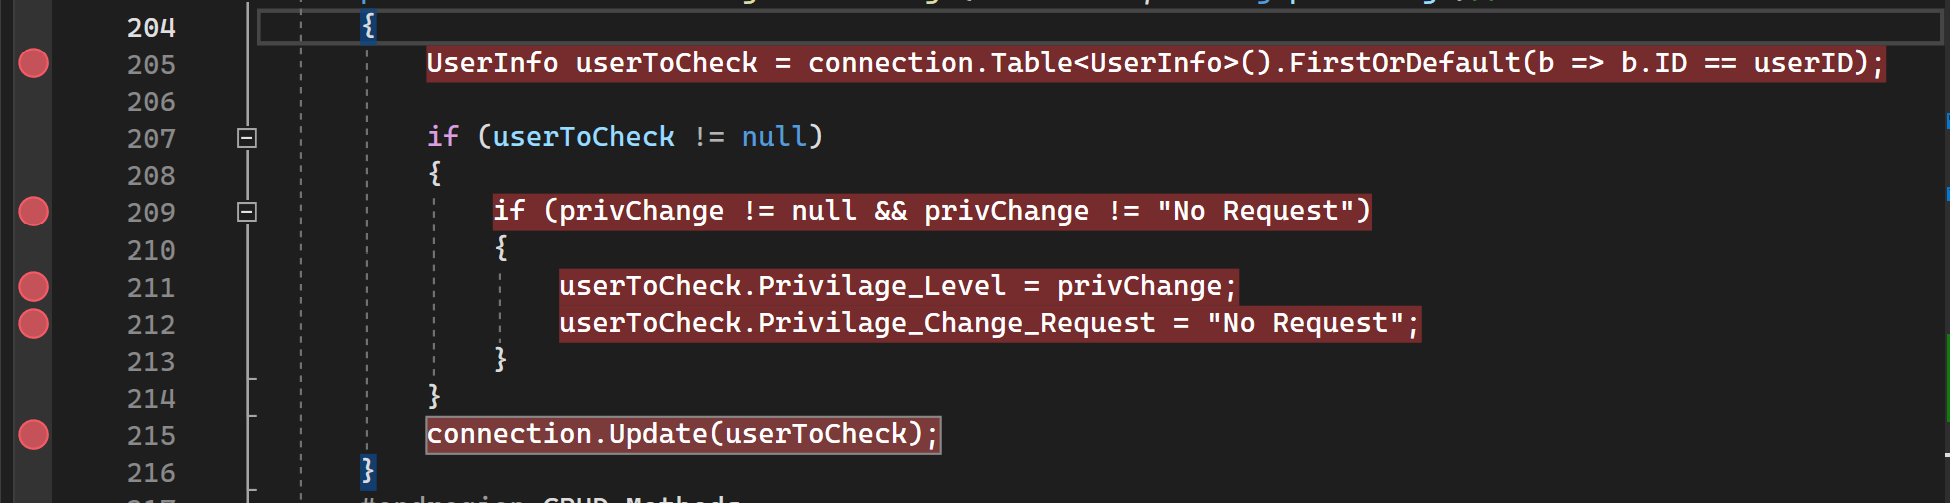 204 {
205 UserInfo userToCheck = connection.Table<UserInfo>().FirstOrDefault(b => b.ID == userID);
206
207 if (userToCheck != null)
208 {
209 if (privChange != null && privChange != "No Request")
210 {
211 userToCheck.Privilage_Level = privChange;
212 userToCheck.Privilage_Change_Request = "No Request";
213 }
214 }
215 connection.Update(userToCheck);
216 }